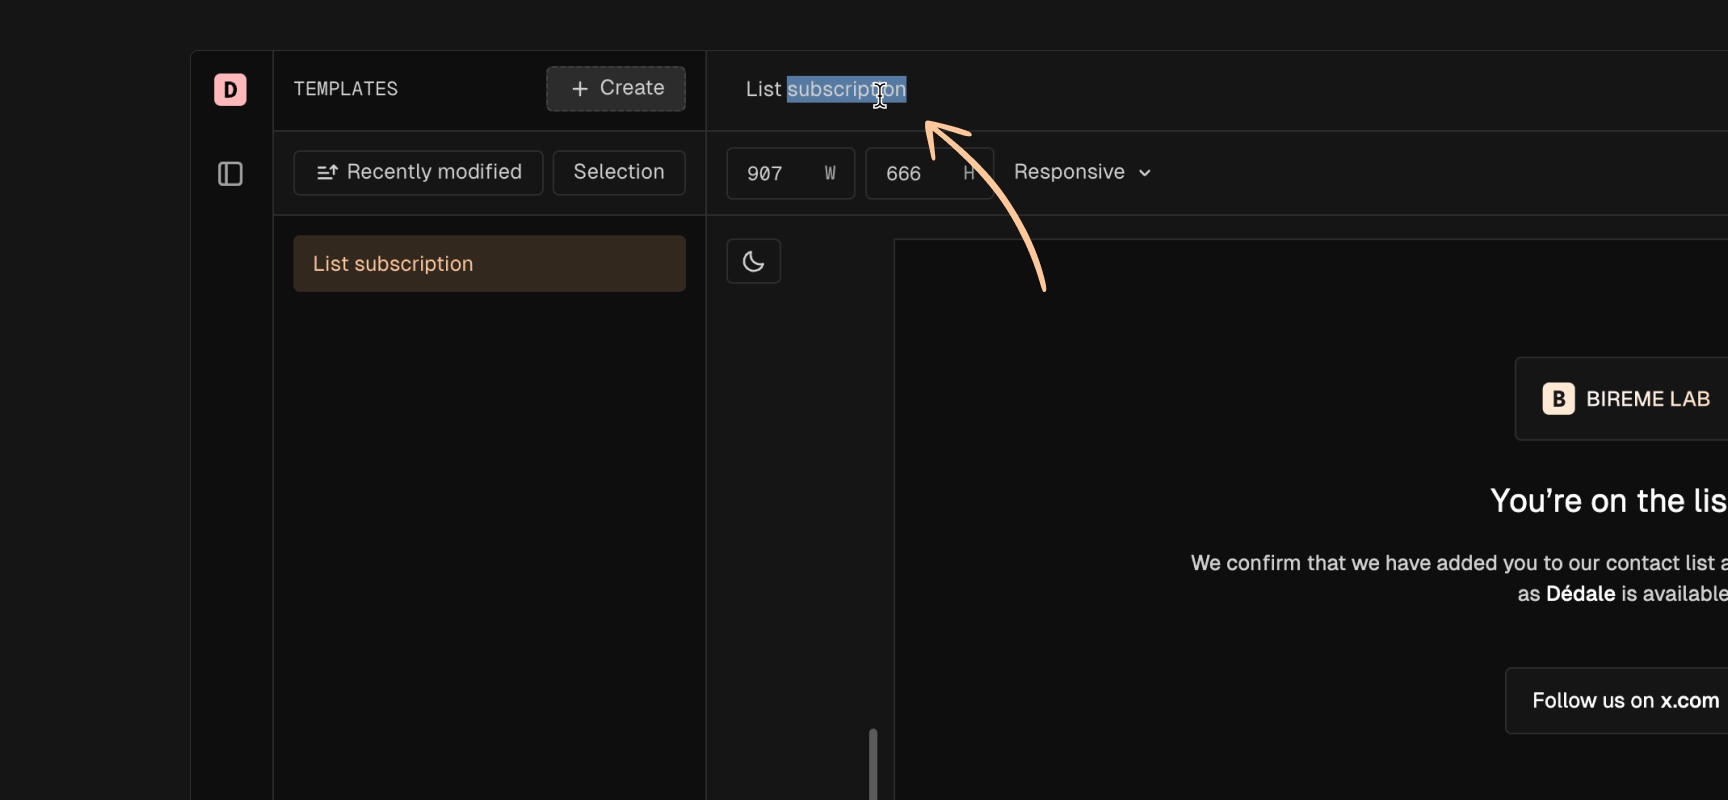 D
TEMPLATES
+ Create
List subscription
Recently modified
Selection
907 W
666 H
Responsive
List subscription
B BIREME LAB
You’re on the lis
We confirm that we have added you to our contact list a
as Dédale is available
Follow us on x.com